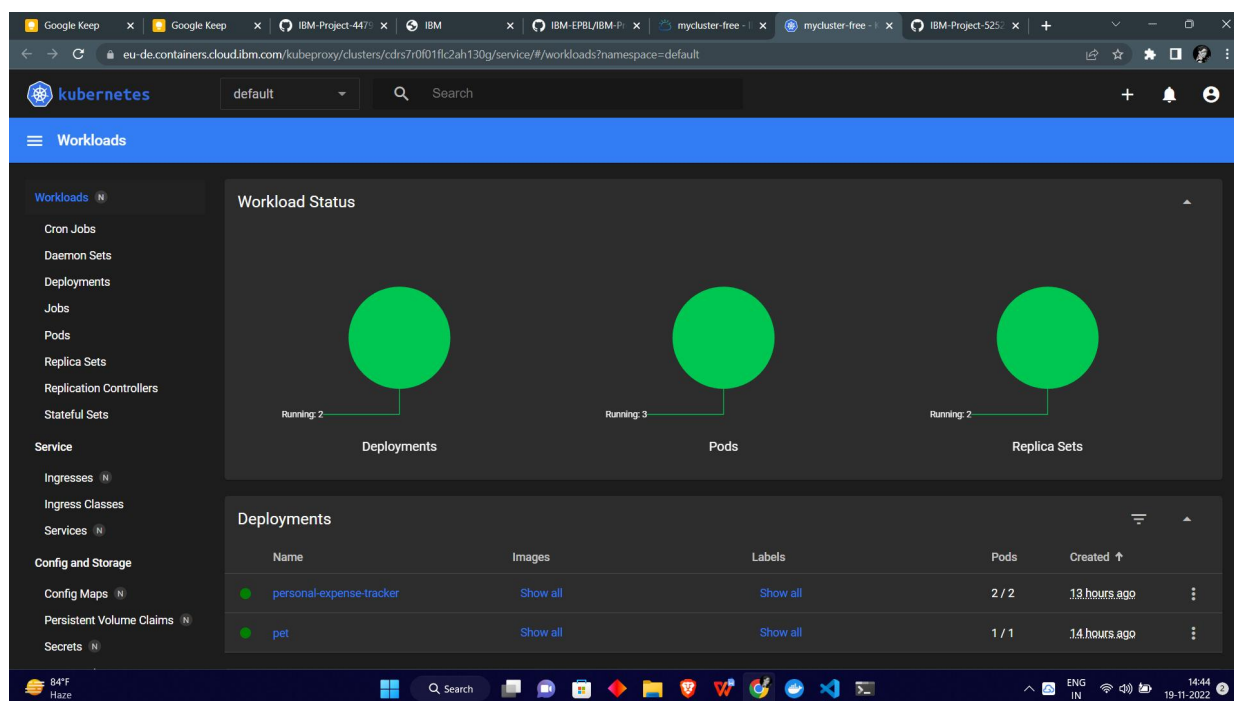 Google Keep
Google Keep
IBM-Project-4479
IBM
IBM-EPBL/IBM-Pr
mycluster-free - I
mycluster-free - 
IBM-Project-5252
eu-de.containers.cloud.ibm.com/kubeproxy/clusters/cdrs7r0f01flc2ah130g/service/#/workloads?namespace=default
kubernetes
default
Search
Workloads
Workloads N
Cron Jobs
Daemon Sets
Deployments
Jobs
Pods
Replica Sets
Replication Controllers
Stateful Sets
Service
Ingresses N
Ingress Classes
Services N
Config and Storage
Config Maps N
Persistent Volume Claims N
Secrets N
Workload Status
Running: 2
Running: 3
Running: 2
Deployments
Pods
Replica Sets
Deployments
Name Images Labels Pods Created ↑
personal-expense-tracker Show all Show all 2 / 2 13 hours ago
pet Show all Show all 1 / 1 14 hours ago
84°F
Haze
Search
ENG
IN
14:44
19-11-2022
2